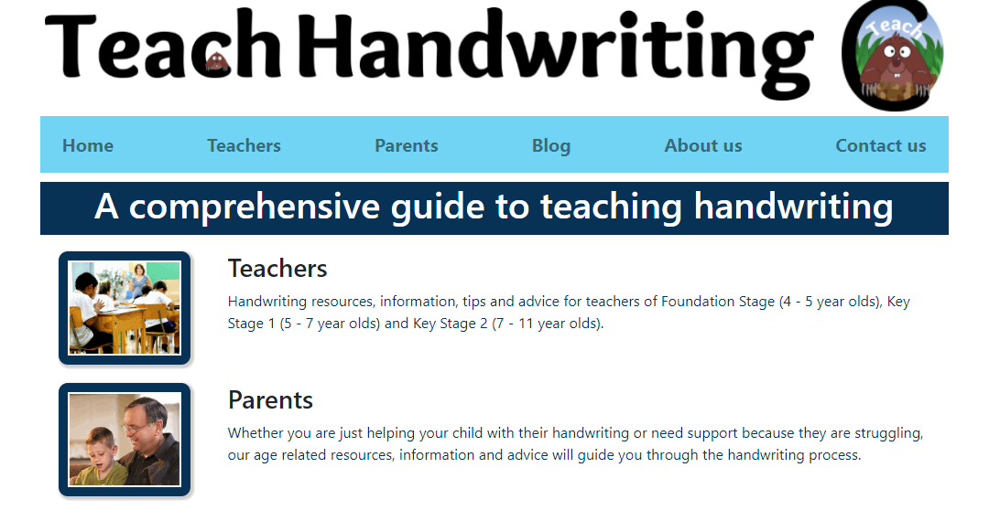 Teach Handwriting
Teach
Home Teachers Parents Blog About us Contact us
A comprehensive guide to teaching handwriting
Teachers
Handwriting resources, information, tips and advice for teachers of Foundation Stage (4 - 5 year olds), Key
Stage 1 (5 - 7 year olds) and Key Stage 2 (7 - 11 year olds).
Parents
Whether you are just helping your child with their handwriting or need support because they are struggling,
our age related resources, information and advice will guide you through the handwriting process.